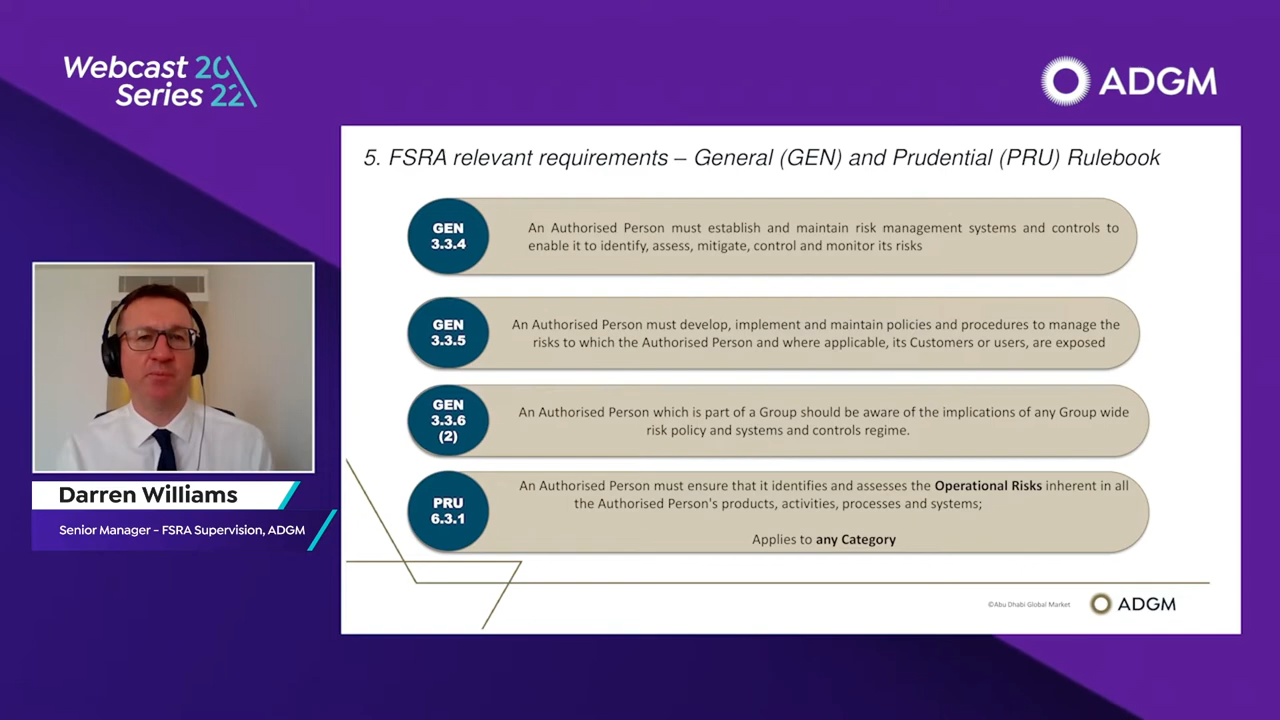 Webcast 20
Series 22
ADGM
5. FSRA relevant requirements – General (GEN) and Prudential (PRU) Rulebook
GEN
3.3.4
An Authorised Person must establish and maintain risk management systems and controls to
enable it to identify, assess, mitigate, control and monitor its risks
GEN
3.3.5
An Authorised Person must develop, implement and maintain policies and procedures to manage the
risks to which the Authorised Person and where applicable, its Customers or users, are exposed
GEN
3.3.6
(2)
An Authorised Person which is part of a Group should be aware of the implications of any Group wide
risk policy and systems and controls regime.
PRU
6.3.1
An Authorised Person must ensure that it identifies and assesses the Operational Risks inherent in all
the Authorised Person's products, activities, processes and systems;
Applies to any Category
©Abu Dhabi Global Market
ADGM
Darren Williams
Senior Manager – FSRA Supervision, ADGM